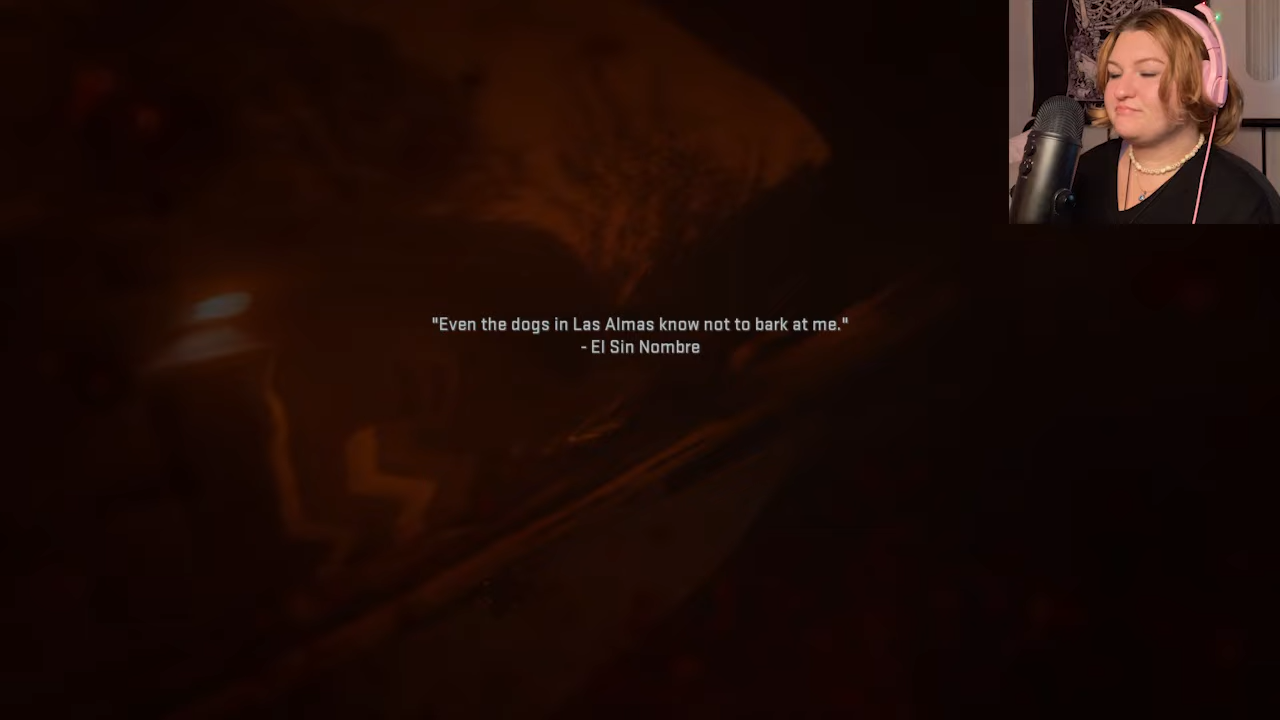 "Even the dogs in Las Almas know not to bark at me."
- El Sin Nombre